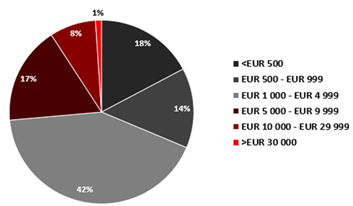 1%
8%
18%
17%
14%
42%
<EUR 500
EUR 500 - EUR 999
EUR 1 000 - EUR 4 999
EUR 5 000 - EUR 9 999
EUR 10 000 - EUR 29 999
>EUR 30 000